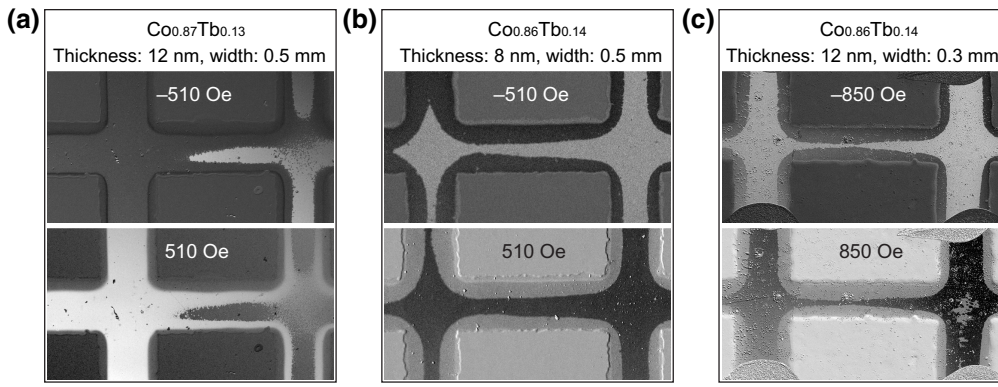 (a)
Co0.87Tb0.13
Thickness: 12 nm, width: 0.5 mm
–510 Oe
510 Oe
(b)
Co0.86Tb0.14
Thickness: 8 nm, width: 0.5 mm
–510 Oe
510 Oe
(c)
Co0.86Tb0.14
Thickness: 12 nm, width: 0.3 mm
–850 Oe
850 Oe